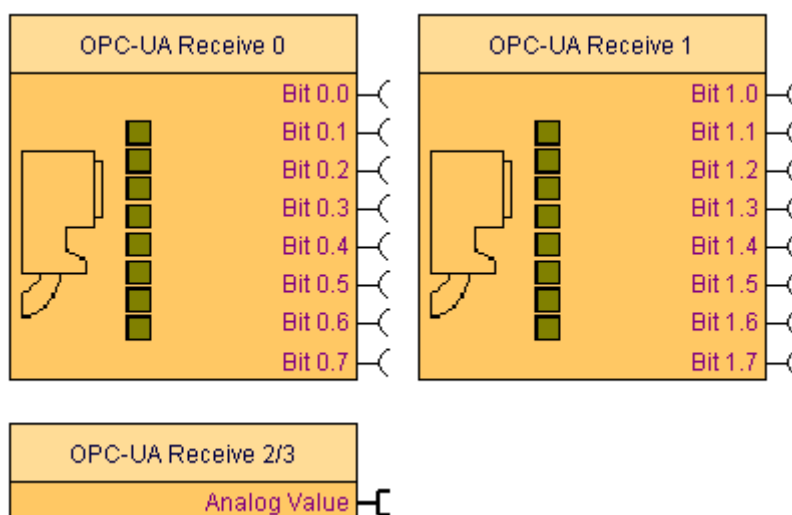 OPC-UA Receive 0
Bit 0.0
Bit 0.1
Bit 0.2
Bit 0.3
Bit 0.4
Bit 0.5
Bit 0.6
Bit 0.7
OPC-UA Receive 1
Bit 1.0
Bit 1.1
Bit 1.2
Bit 1.3
Bit 1.4
Bit 1.5
Bit 1.6
Bit 1.7
OPC-UA Receive 2/3
Analog Value